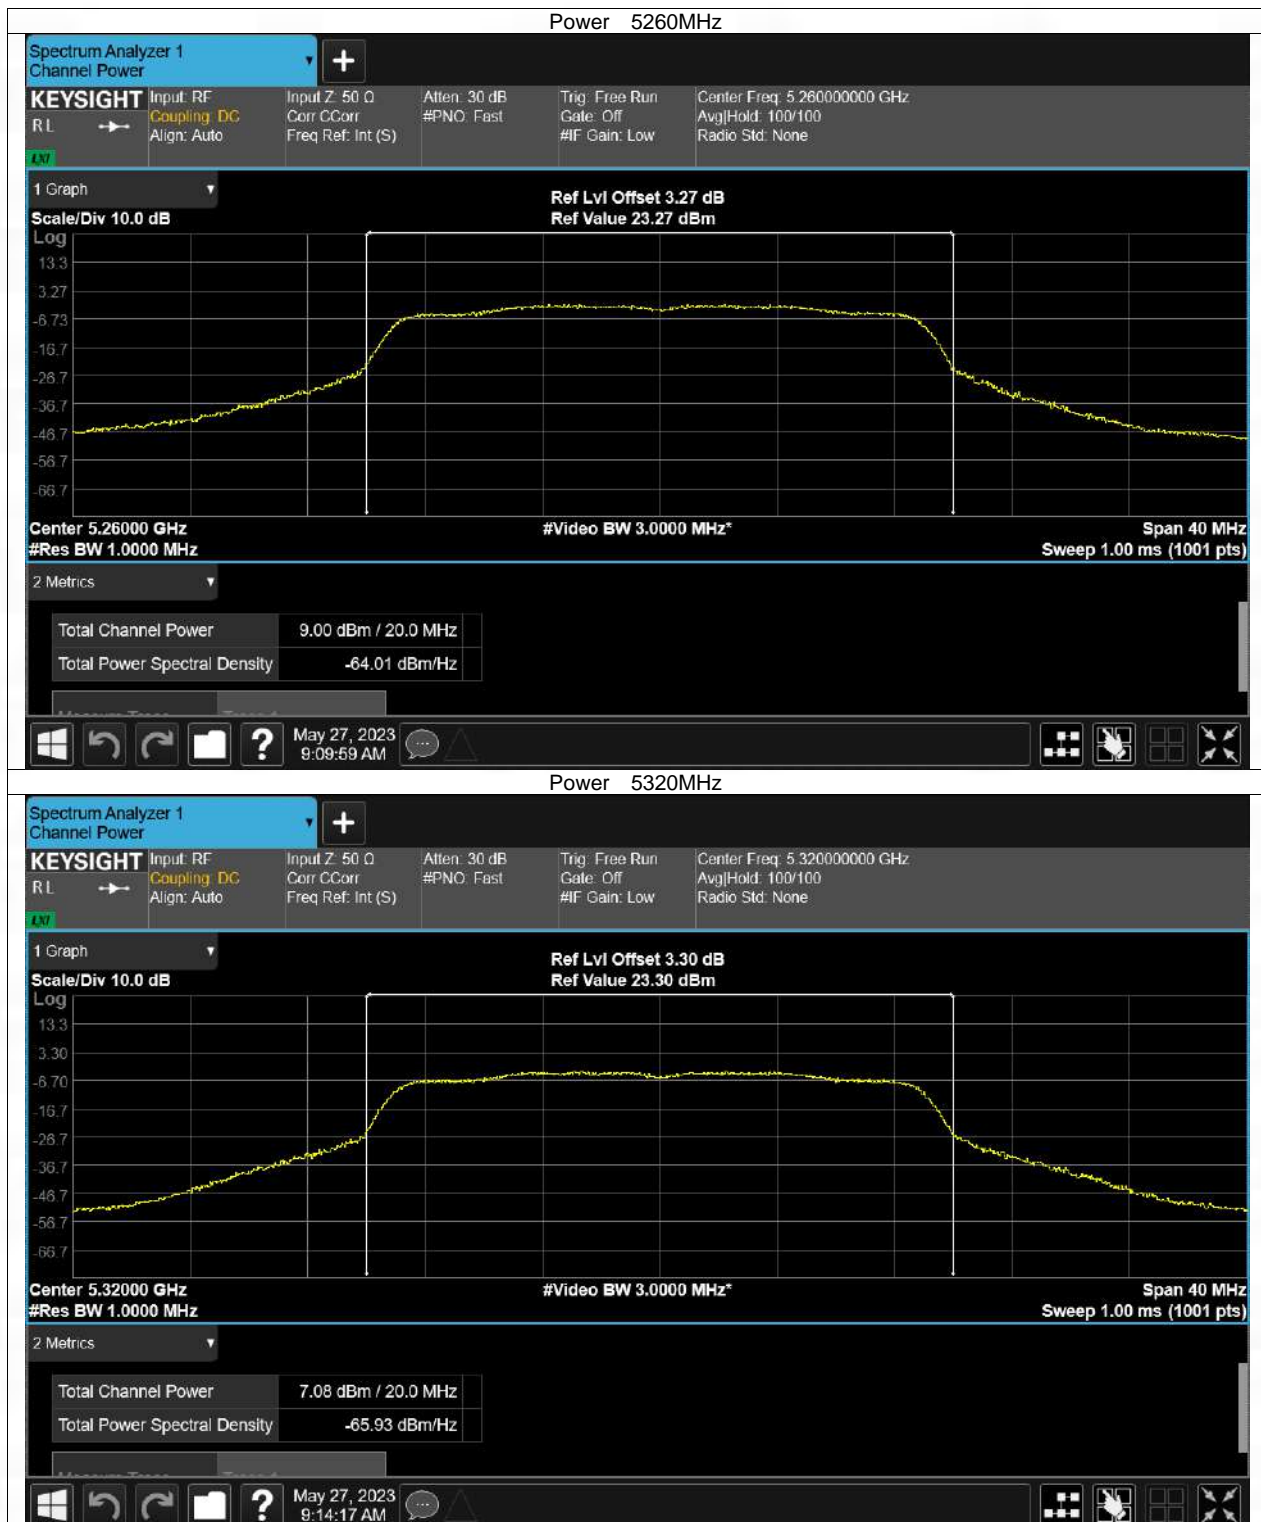 Power 5260MHz
Spectrum Analyzer 1
Channel Power
KEYSIGHT Input: RF Input Z: 50 Ω Atten: 30 dB Trig: Free Run Center Freq: 5.260000000 GHz
RL Coupling: DC Corr CCorr #PNO: Fast Gate: Off Avg|Hold: 100/100
Align: Auto Freq Ref: Int (S) #IF Gain: Low Radio Std: None
LXI
1 Graph
Ref Lvl Offset 3.27 dB
Scale/Div 10.0 dB Ref Value 23.27 dBm
Log
13.3
3.27
-6.73
-16.7
-26.7
-36.7
-46.7
-56.7
-66.7
Center 5.26000 GHz #Video BW 3.0000 MHz* Span 40 MHz
#Res BW 1.0000 MHz Sweep 1.00 ms (1001 pts)
2 Metrics
Total Channel Power 9.00 dBm / 20.0 MHz
Total Power Spectral Density -64.01 dBm/Hz
May 27, 2023
9:09:59 AM
Power 5320MHz
Spectrum Analyzer 1
Channel Power
KEYSIGHT Input: RF Input Z: 50 Ω Atten: 30 dB Trig: Free Run Center Freq: 5.320000000 GHz
RL Coupling: DC Corr CCorr #PNO: Fast Gate: Off Avg|Hold: 100/100
Align: Auto Freq Ref: Int (S) #IF Gain: Low Radio Std: None
LXI
1 Graph
Ref Lvl Offset 3.30 dB
Scale/Div 10.0 dB Ref Value 23.30 dBm
Log
13.3
3.30
-6.70
-16.7
-26.7
-36.7
-46.7
-56.7
-66.7
Center 5.32000 GHz #Video BW 3.0000 MHz* Span 40 MHz
#Res BW 1.0000 MHz Sweep 1.00 ms (1001 pts)
2 Metrics
Total Channel Power 7.08 dBm / 20.0 MHz
Total Power Spectral Density -65.93 dBm/Hz
May 27, 2023
9:14:17 AM